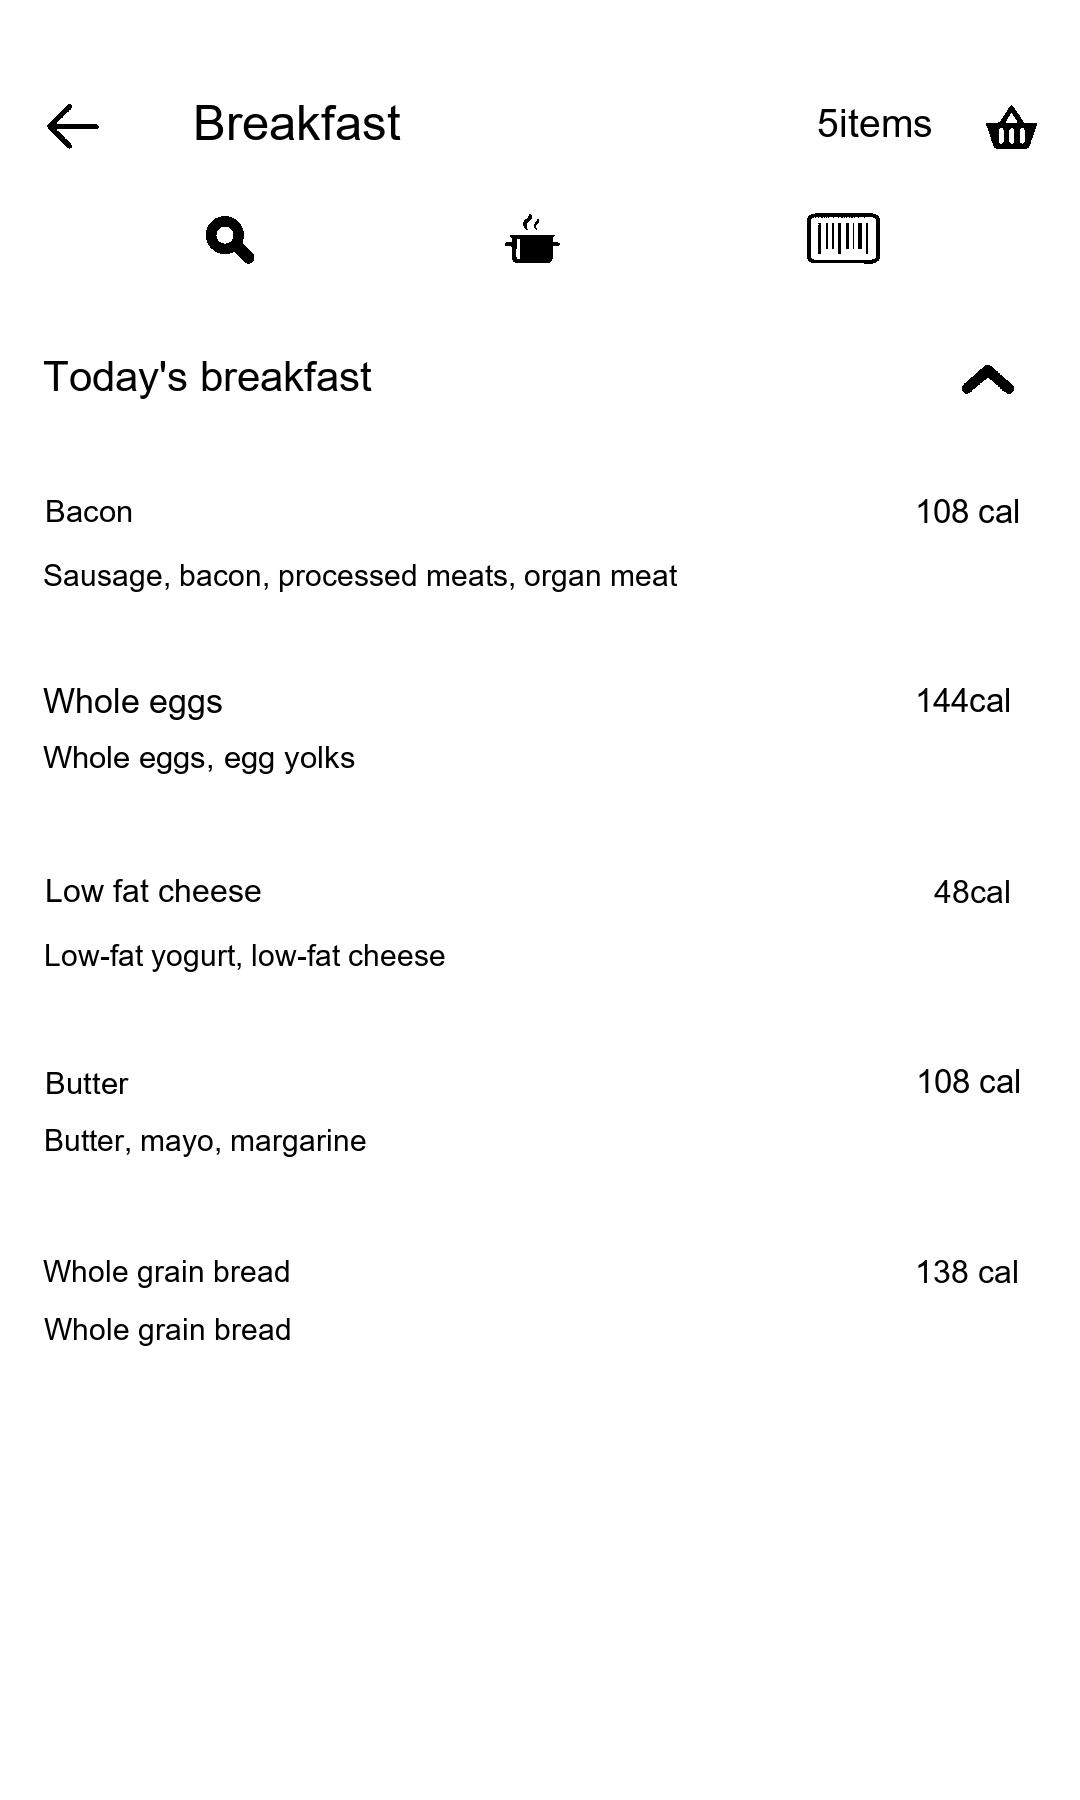 Breakfast 5items
Today's breakfast
Bacon 108 cal
Sausage, bacon, processed meats, organ meat
Whole eggs 144cal
Whole eggs, egg yolks
Low fat cheese 48cal
Low-fat yogurt, low-fat cheese
Butter 108 cal
Butter, mayo, margarine
Whole grain bread 138 cal
Whole grain bread